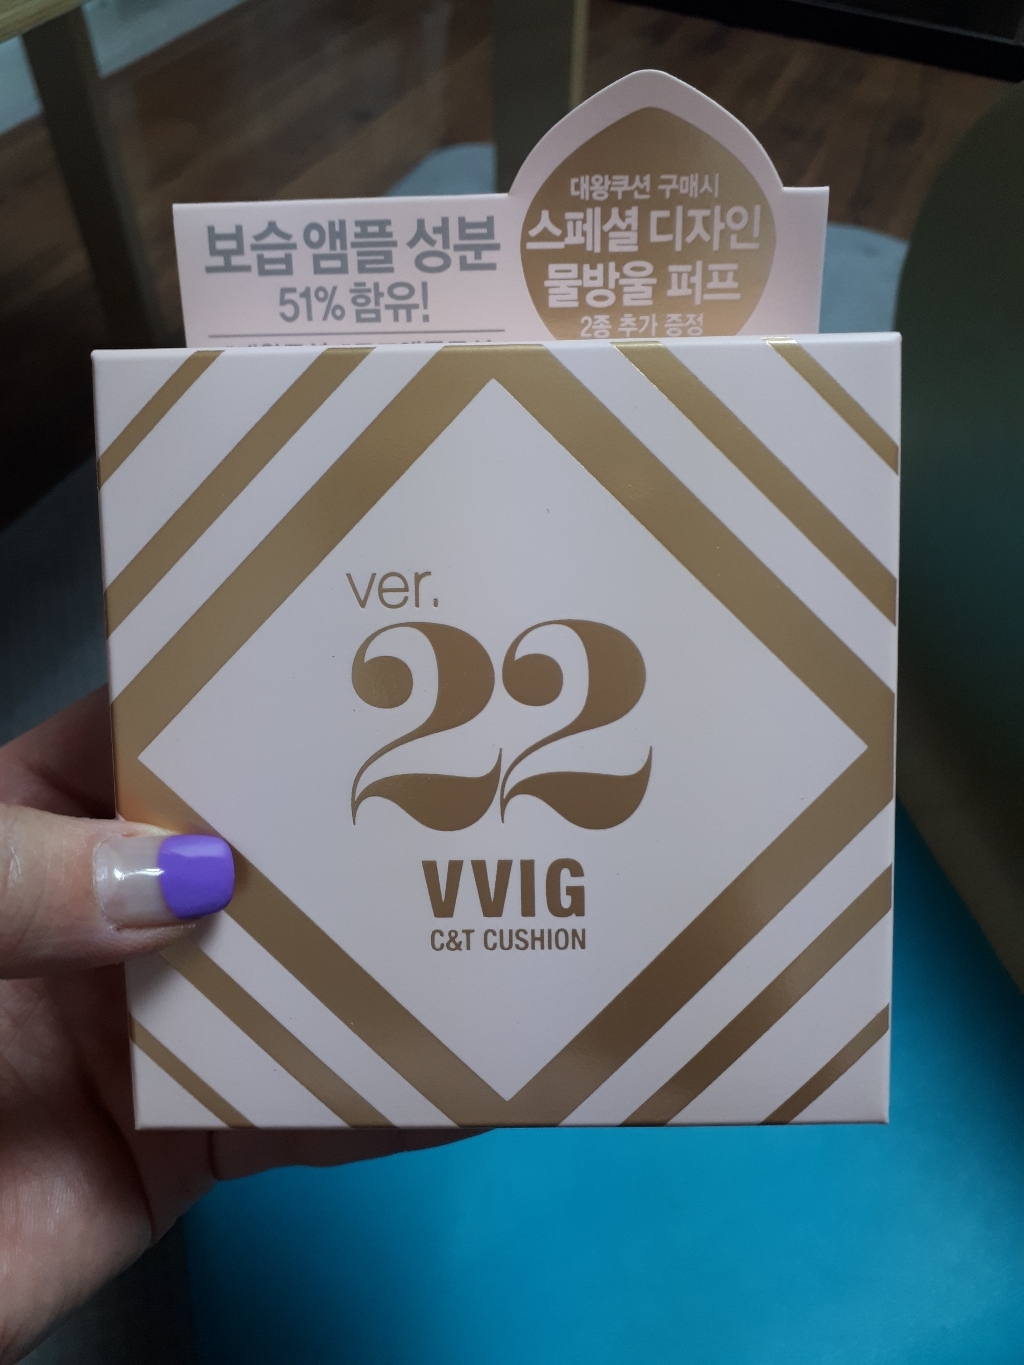 보습 앰플 성분
51% 함유!
대왕쿠션 구매시
스페셜 디자인
물방울 퍼프
2종 추가 증정
ver.
22
VVIG
C&T CUSHION